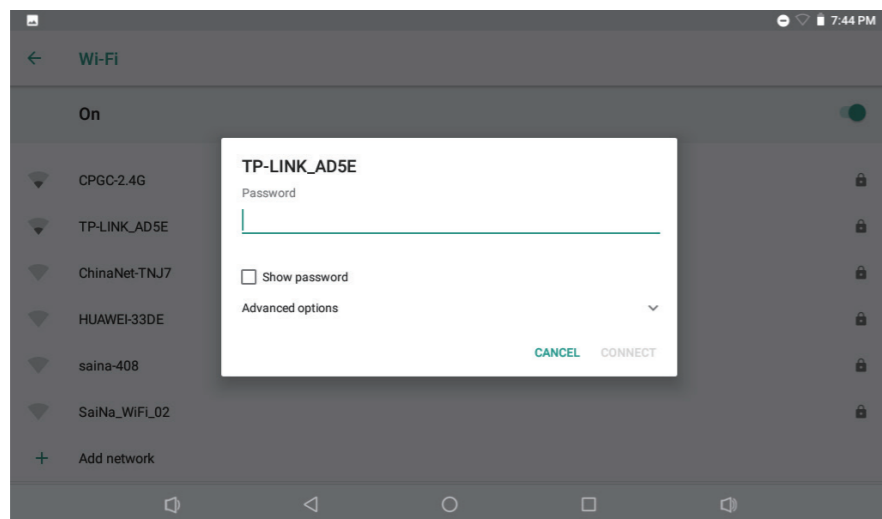 7:44 PM
Wi-Fi
On
CPGC-2.4G
TP-LINK_AD5E
ChinaNet-TNJ7
HUAWEI-33DE
saina-408
SaiNa_WiFi_02
Add network
TP-LINK_AD5E
Password
Show password
Advanced options
CANCEL CONNECT